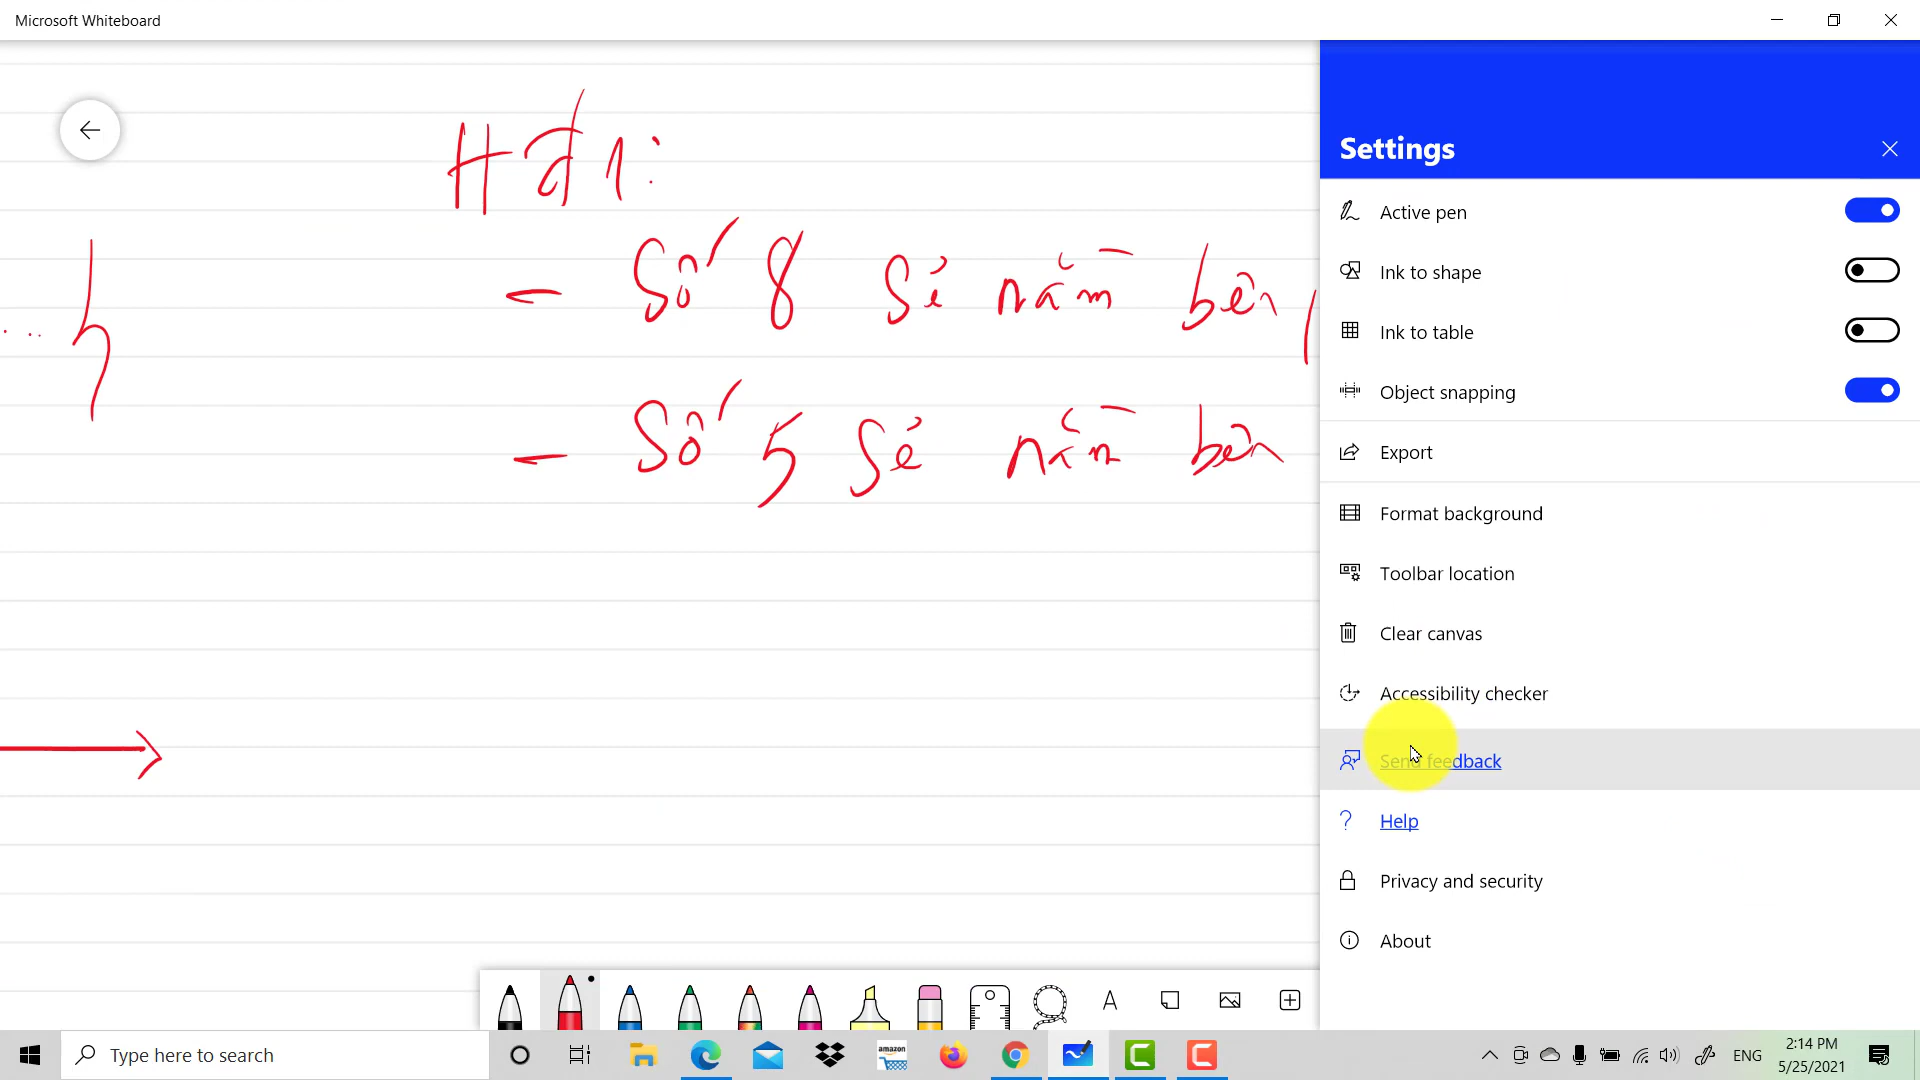 Microsoft Whiteboard
Hđ1:
- Số 8 sẽ nằm bên
- Số 5 sẽ nằm bên
Settings
Active pen
Ink to shape
Ink to table
Object snapping
Export
Format background
Toolbar location
Clear canvas
Accessibility checker
Send feedback
Help
Privacy and security
About
Type here to search
amazon
ENG
2:14 PM
5/25/2021